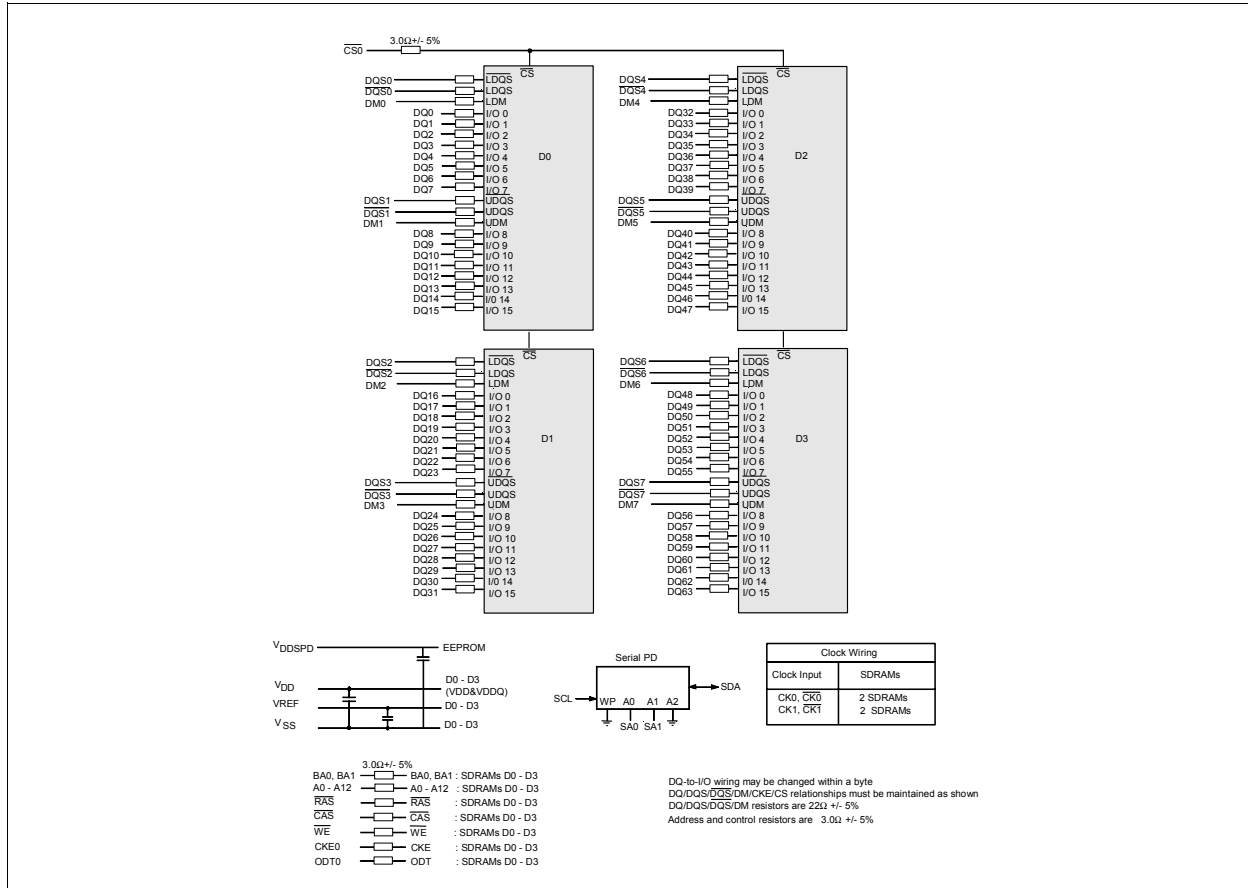 3.0Ω+/- 5%
CS0
CS
DQS0 LDQS
DQS0 LDQS
DM0 LDM
DQ0 I/O 0
DQ1 I/O 1
DQ2 I/O 2
DQ3 I/O 3
DQ4 I/O 4
DQ5 I/O 5
DQ6 I/O 6
DQ7 I/O 7
D0
DQS1 UDQS
DQS1 UDQS
DM1 UDM
DQ8 I/O 8
DQ9 I/O 9
DQ10 I/O 10
DQ11 I/O 11
DQ12 I/O 12
DQ13 I/O 13
DQ14 I/0 14
DQ15 I/O 15
CS
DQS4 LDQS
DQS4 LDQS
DM4 LDM
DQ32 I/O 0
DQ33 I/O 1
DQ34 I/O 2
DQ35 I/O 3
DQ36 I/O 4
DQ37 I/O 5
DQ38 I/O 6
DQ39 I/O 7
D2
DQS5 UDQS
DQS5 UDQS
DM5 UDM
DQ40 I/O 8
DQ41 I/O 9
DQ42 I/O 10
DQ43 I/O 11
DQ44 I/O 12
DQ45 I/O 13
DQ46 I/0 14
DQ47 I/O 15
CS
DQS2 LDQS
DQS2 LDQS
DM2 LDM
DQ16 I/O 0
DQ17 I/O 1
DQ18 I/O 2
DQ19 I/O 3
DQ20 I/O 4
DQ21 I/O 5
DQ22 I/O 6
DQ23 I/O 7
D1
DQS3 UDQS
DQS3 UDQS
DM3 UDM
DQ24 I/O 8
DQ25 I/O 9
DQ26 I/O 10
DQ27 I/O 11
DQ28 I/O 12
DQ29 I/O 13
DQ30 I/0 14
DQ31 I/O 15
CS
DQS6 LDQS
DQS6 LDQS
DM6 LDM
DQ48 I/O 0
DQ49 I/O 1
DQ50 I/O 2
DQ51 I/O 3
DQ52 I/O 4
DQ53 I/O 5
DQ54 I/O 6
DQ55 I/O 7
D3
DQS7 UDQS
DQS7 UDQS
DM7 UDM
DQ56 I/O 8
DQ57 I/O 9
DQ58 I/O 10
DQ59 I/O 11
DQ60 I/O 12
DQ61 I/O 13
DQ62 I/0 14
DQ63 I/O 15
VDDSPD EEPROM
VDD D0 - D3
(VDD&VDDQ)
VREF D0 - D3
VSS D0 - D3
Serial PD
SCL SDA
WP A0 A1 A2
SA0 SA1
Clock Wiring
Clock Input SDRAMs
CK0, CK0 2 SDRAMs
CK1, CK1 2 SDRAMs
3.0Ω+/- 5%
BA0, BA1 BA0, BA1 : SDRAMs D0 - D3
A0 - A12 A0 - A12 : SDRAMs D0 - D3
RAS RAS : SDRAMs D0 - D3
CAS CAS : SDRAMs D0 - D3
WE WE : SDRAMs D0 - D3
CKE0 CKE : SDRAMs D0 - D3
ODT0 ODT : SDRAMs D0 - D3
DQ-to-I/O wiring may be changed within a byte
DQ/DQS/DQS/DM/CKE/CS relationships must be maintained as shown
DQ/DQS/DQS/DM resistors are 22Ω +/- 5%
Address and control resistors are 3.0Ω +/- 5%